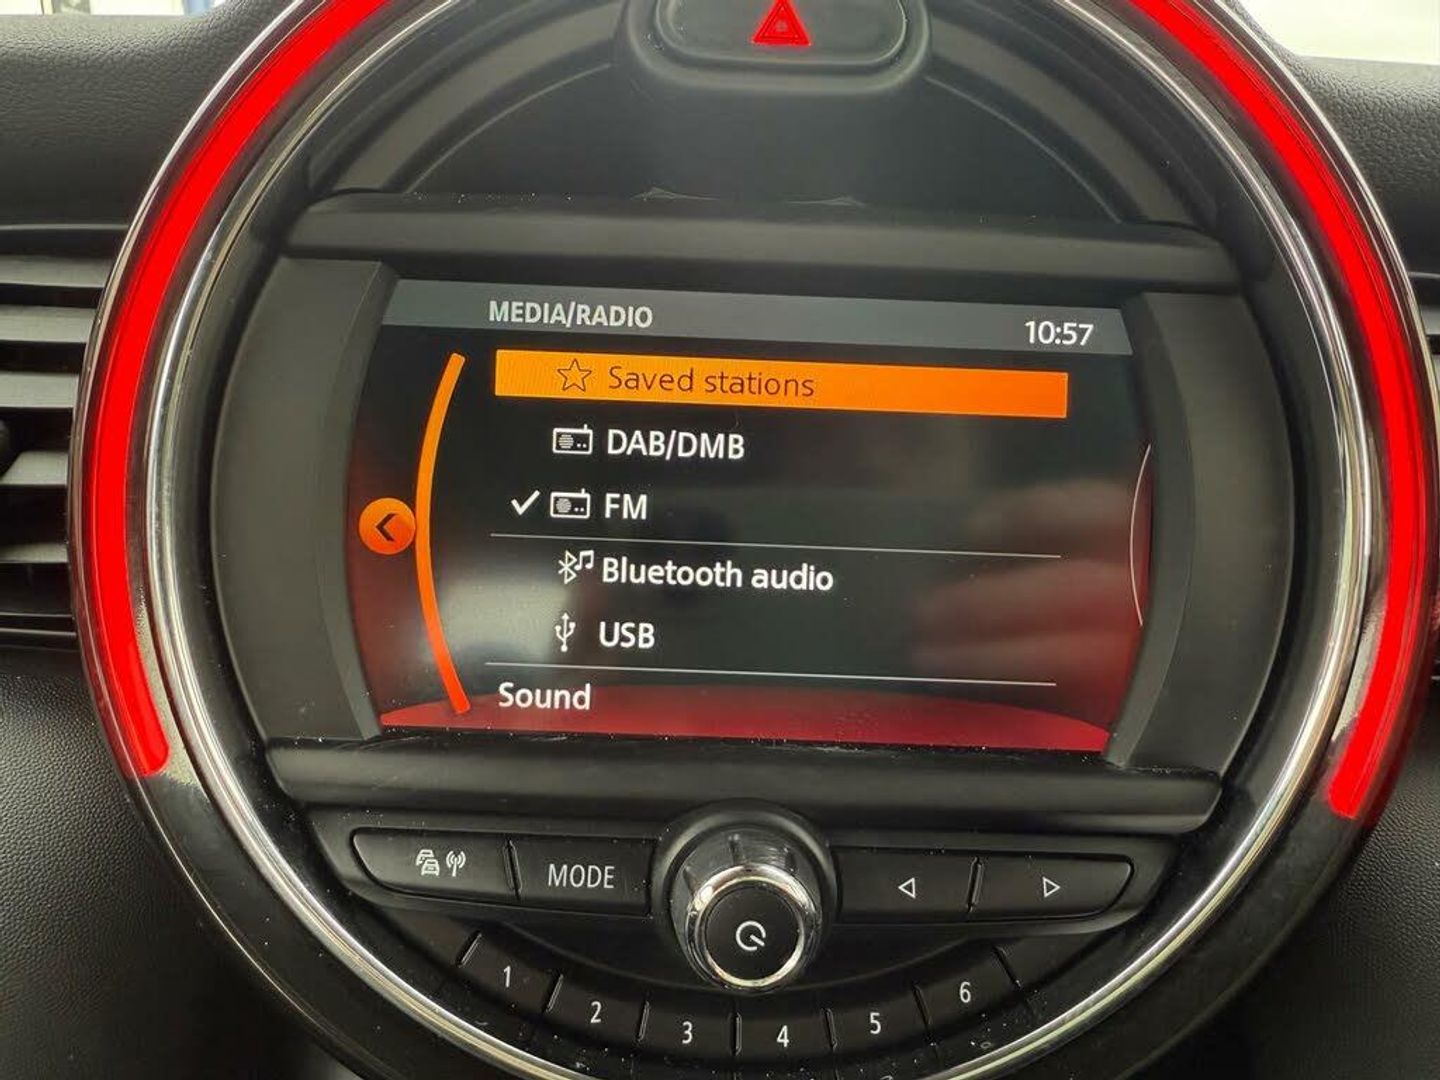 MEDIA/RADIO
10:57
Saved stations
DAB/DMB
FM
Bluetooth audio
USB
Sound
MODE
1
2
3
4
5
6